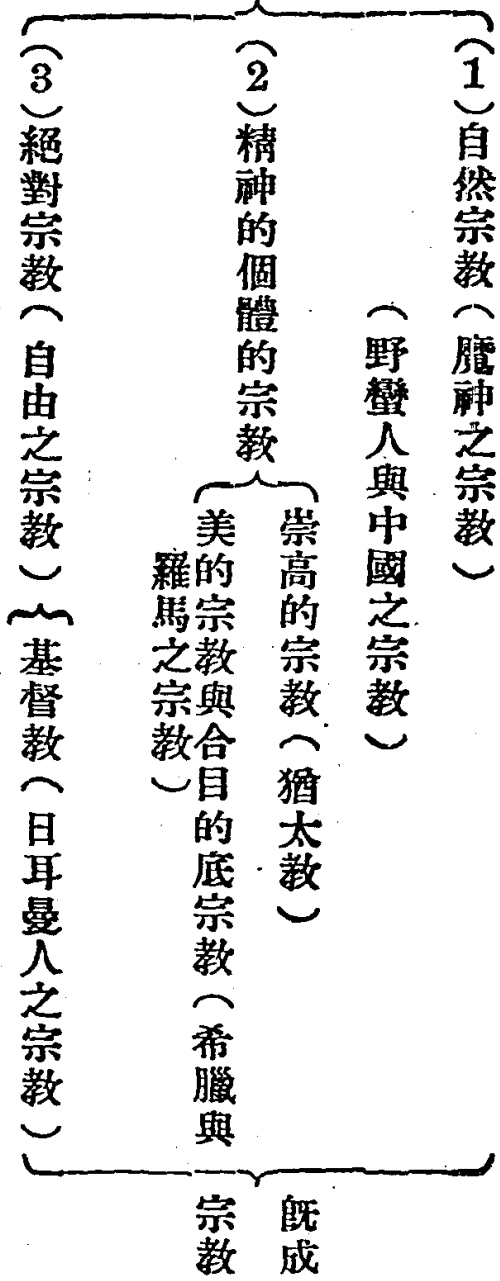 (1)自然宗教(魔神之宗教)
(野蠻人與中國之宗教)
(2)精神的個體的宗教
崇高的宗教(猶太教)
美的宗教與合目的底宗教(希臘與
羅馬之宗教)
(3)絕對宗教(自由之宗教)
基督教(日耳曼人之宗教)
既成
宗教